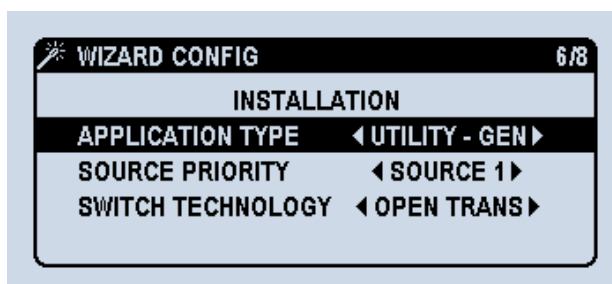 WIZARD CONFIG 6/8
INSTALLATION
APPLICATION TYPE UTILITY - GEN
SOURCE PRIORITY SOURCE 1
SWITCH TECHNOLOGY OPEN TRANS